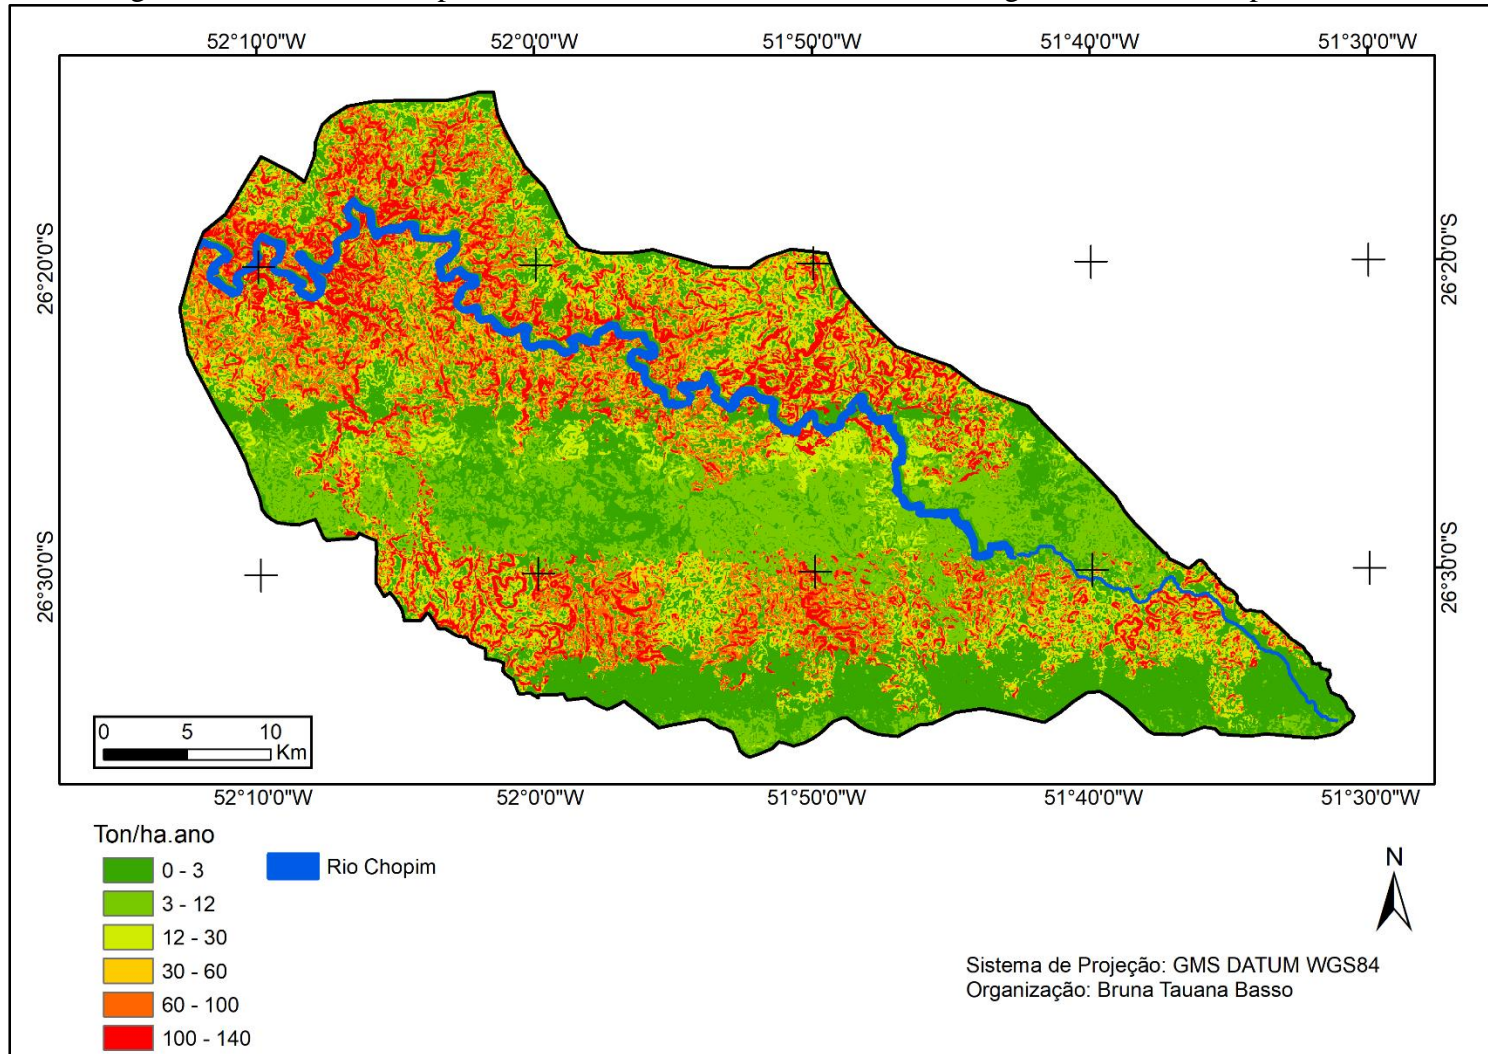 52°10'0"W 52°0'0"W 51°50'0"W 51°40'0"W 51°30'0"W
26°20'0"S 26°20'0"S
26°30'0"S 26°30'0"S
0 5 10
Km
52°10'0"W 52°0'0"W 51°50'0"W 51°40'0"W 51°30'0"W
Ton/ha.ano
0 - 3 Rio Chopim
3 - 12
12 - 30
30 - 60
60 - 100
100 - 140
N
Sistema de Projeção: GMS DATUM WGS84
Organização: Bruna Tauana Basso